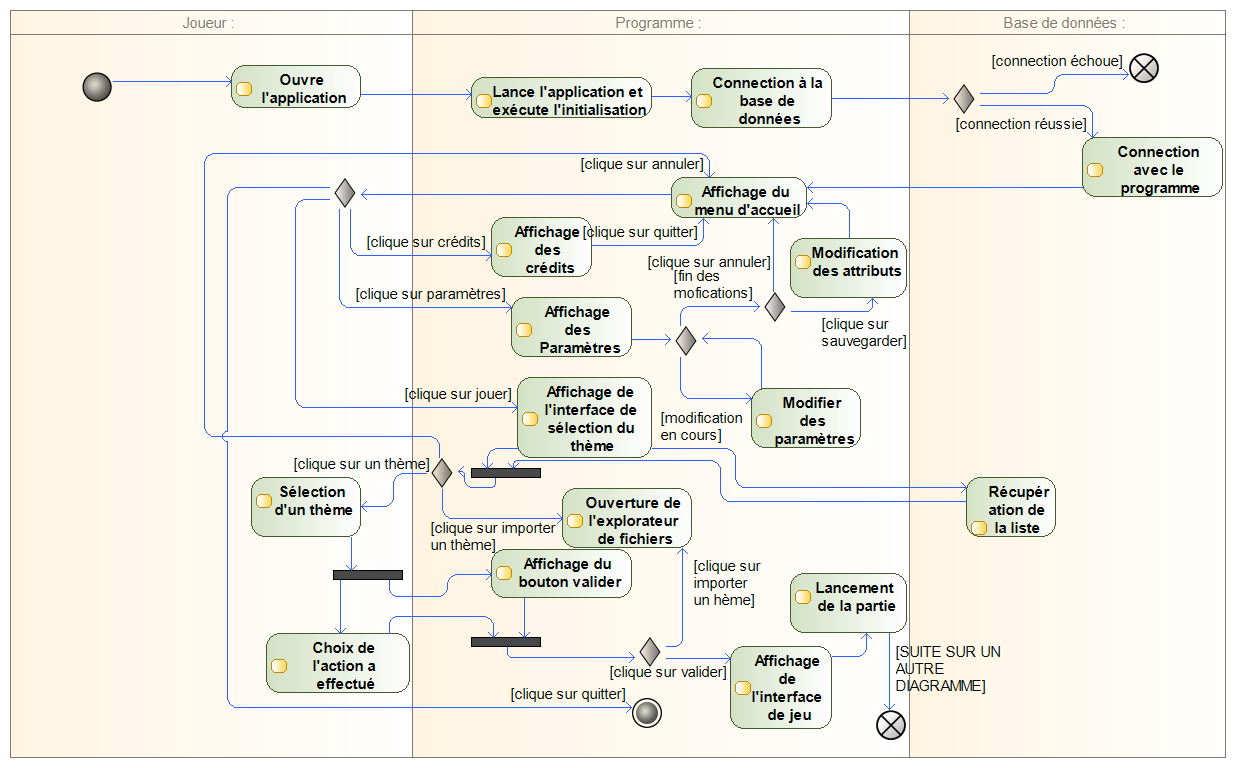 Joueur :
Programme :
Base de données :
Ouvre
l'application
Lance l'application et
exécute l'initialisation
Connection à la
base de
données
[connection échoue]
[connection réussie]
Connection
avec le
programme
[clique sur annuler]
Affichage du
menu d'accueil
[clique sur crédits]
Affichage
des
crédits
[clique sur quitter]
[clique sur annuler]
[fin des
mofications]
Modification
des attributs
[clique sur paramètres]
Affichage
des
Paramètres
[clique sur
sauvegarder]
[clique sur jouer]
Affichage de
l'interface de
sélection du
thème
[modification
en cours]
Modifier
des
paramètres
[clique sur un thème]
Sélection
d'un thème
[clique sur importer
un thème]
Ouverture de
l'explorateur
de fichiers
Récupér
ation de
la liste
Affichage du
bouton valider
[clique sur
importer
un hème]
Lancement
de la partie
Choix de
l'action a
effectué
[clique sur valider]
Affichage
de
l'interface
de jeu
[SUITE SUR UN
AUTRE
DIAGRAMME]
[clique sur quitter]